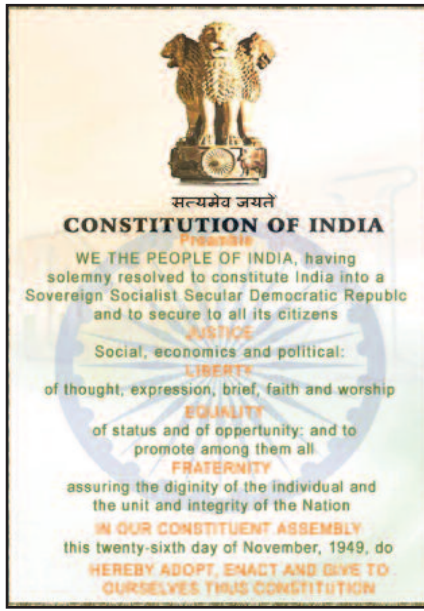 सत्यमेव जयते
CONSTITUTION OF INDIA
Preamble
WE THE PEOPLE OF INDIA, having
solemny resolved to constitute India into a
Sovereign Socialist Secular Democratic Republc
and to secure to all its citizens
JUSTICE
Social, economics and political:
LIBERTY
of thought, expression, brief, faith and worship
EQUALITY
of status and of opportunity: and to
promote among them all
FRATERNITY
assuring the diginity of the individual and
the unit and integrity of the Nation
IN OUR CONSTITUENT ASSEMBLY
this twenty-sixth day of November, 1949, do
HEREBY ADOPT, ENACT AND GIVE TO
OURSELVES THUS CONSTITUTION